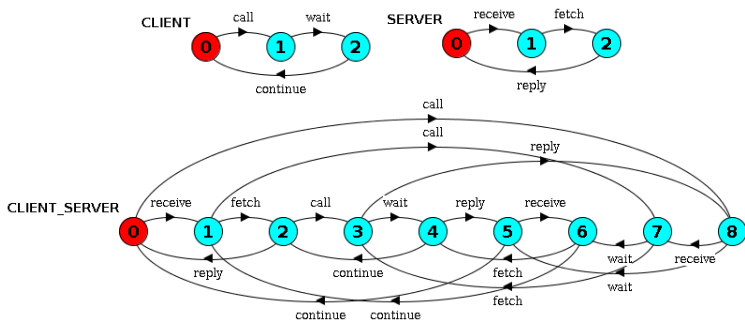 CLIENT
call
wait
0
1
2
continue
SERVER
receive
fetch
0
1
2
reply
call
call
reply
CLIENT_SERVER
receive
fetch
call
wait
reply
receive
0
1
2
3
4
5
6
7
8
reply
continue
fetch
wait
receive
fetch
wait
continue
continue